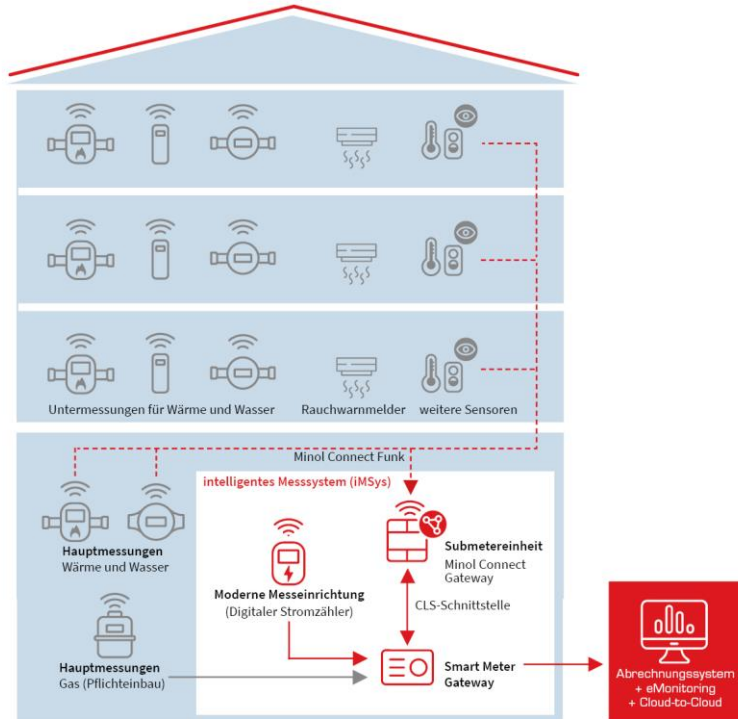 Untermessungen für Wärme und Wasser
Rauchwarnmelder
weitere Sensoren
Minol Connect Funk
intelligentes Messsystem (iMSys)
Hauptmessungen
Wärme und Wasser
Moderne Messeinrichtung
(Digitaler Stromzähler)
Submetereinheit
Minol Connect
Gateway
CLS-Schnittstelle
Hauptmessungen
Gas (Pflichteinbau)
Smart Meter
Gateway
Abrechnungssystem
+ eMonitoring
+ Cloud-to-Cloud